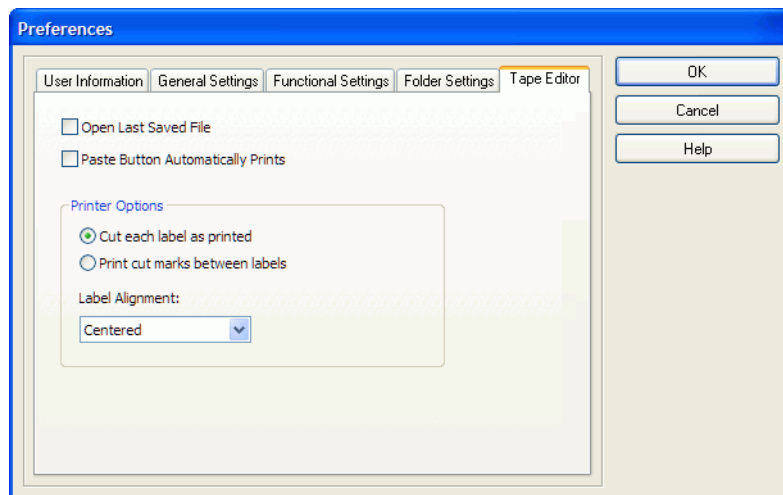 Preferences
User Information General Settings Functional Settings Folder Settings Tape Editor
OK
Cancel
Help
Open Last Saved File
Paste Button Automatically Prints
Printer Options
Cut each label as printed
Print cut marks between labels
Label Alignment:
Centered